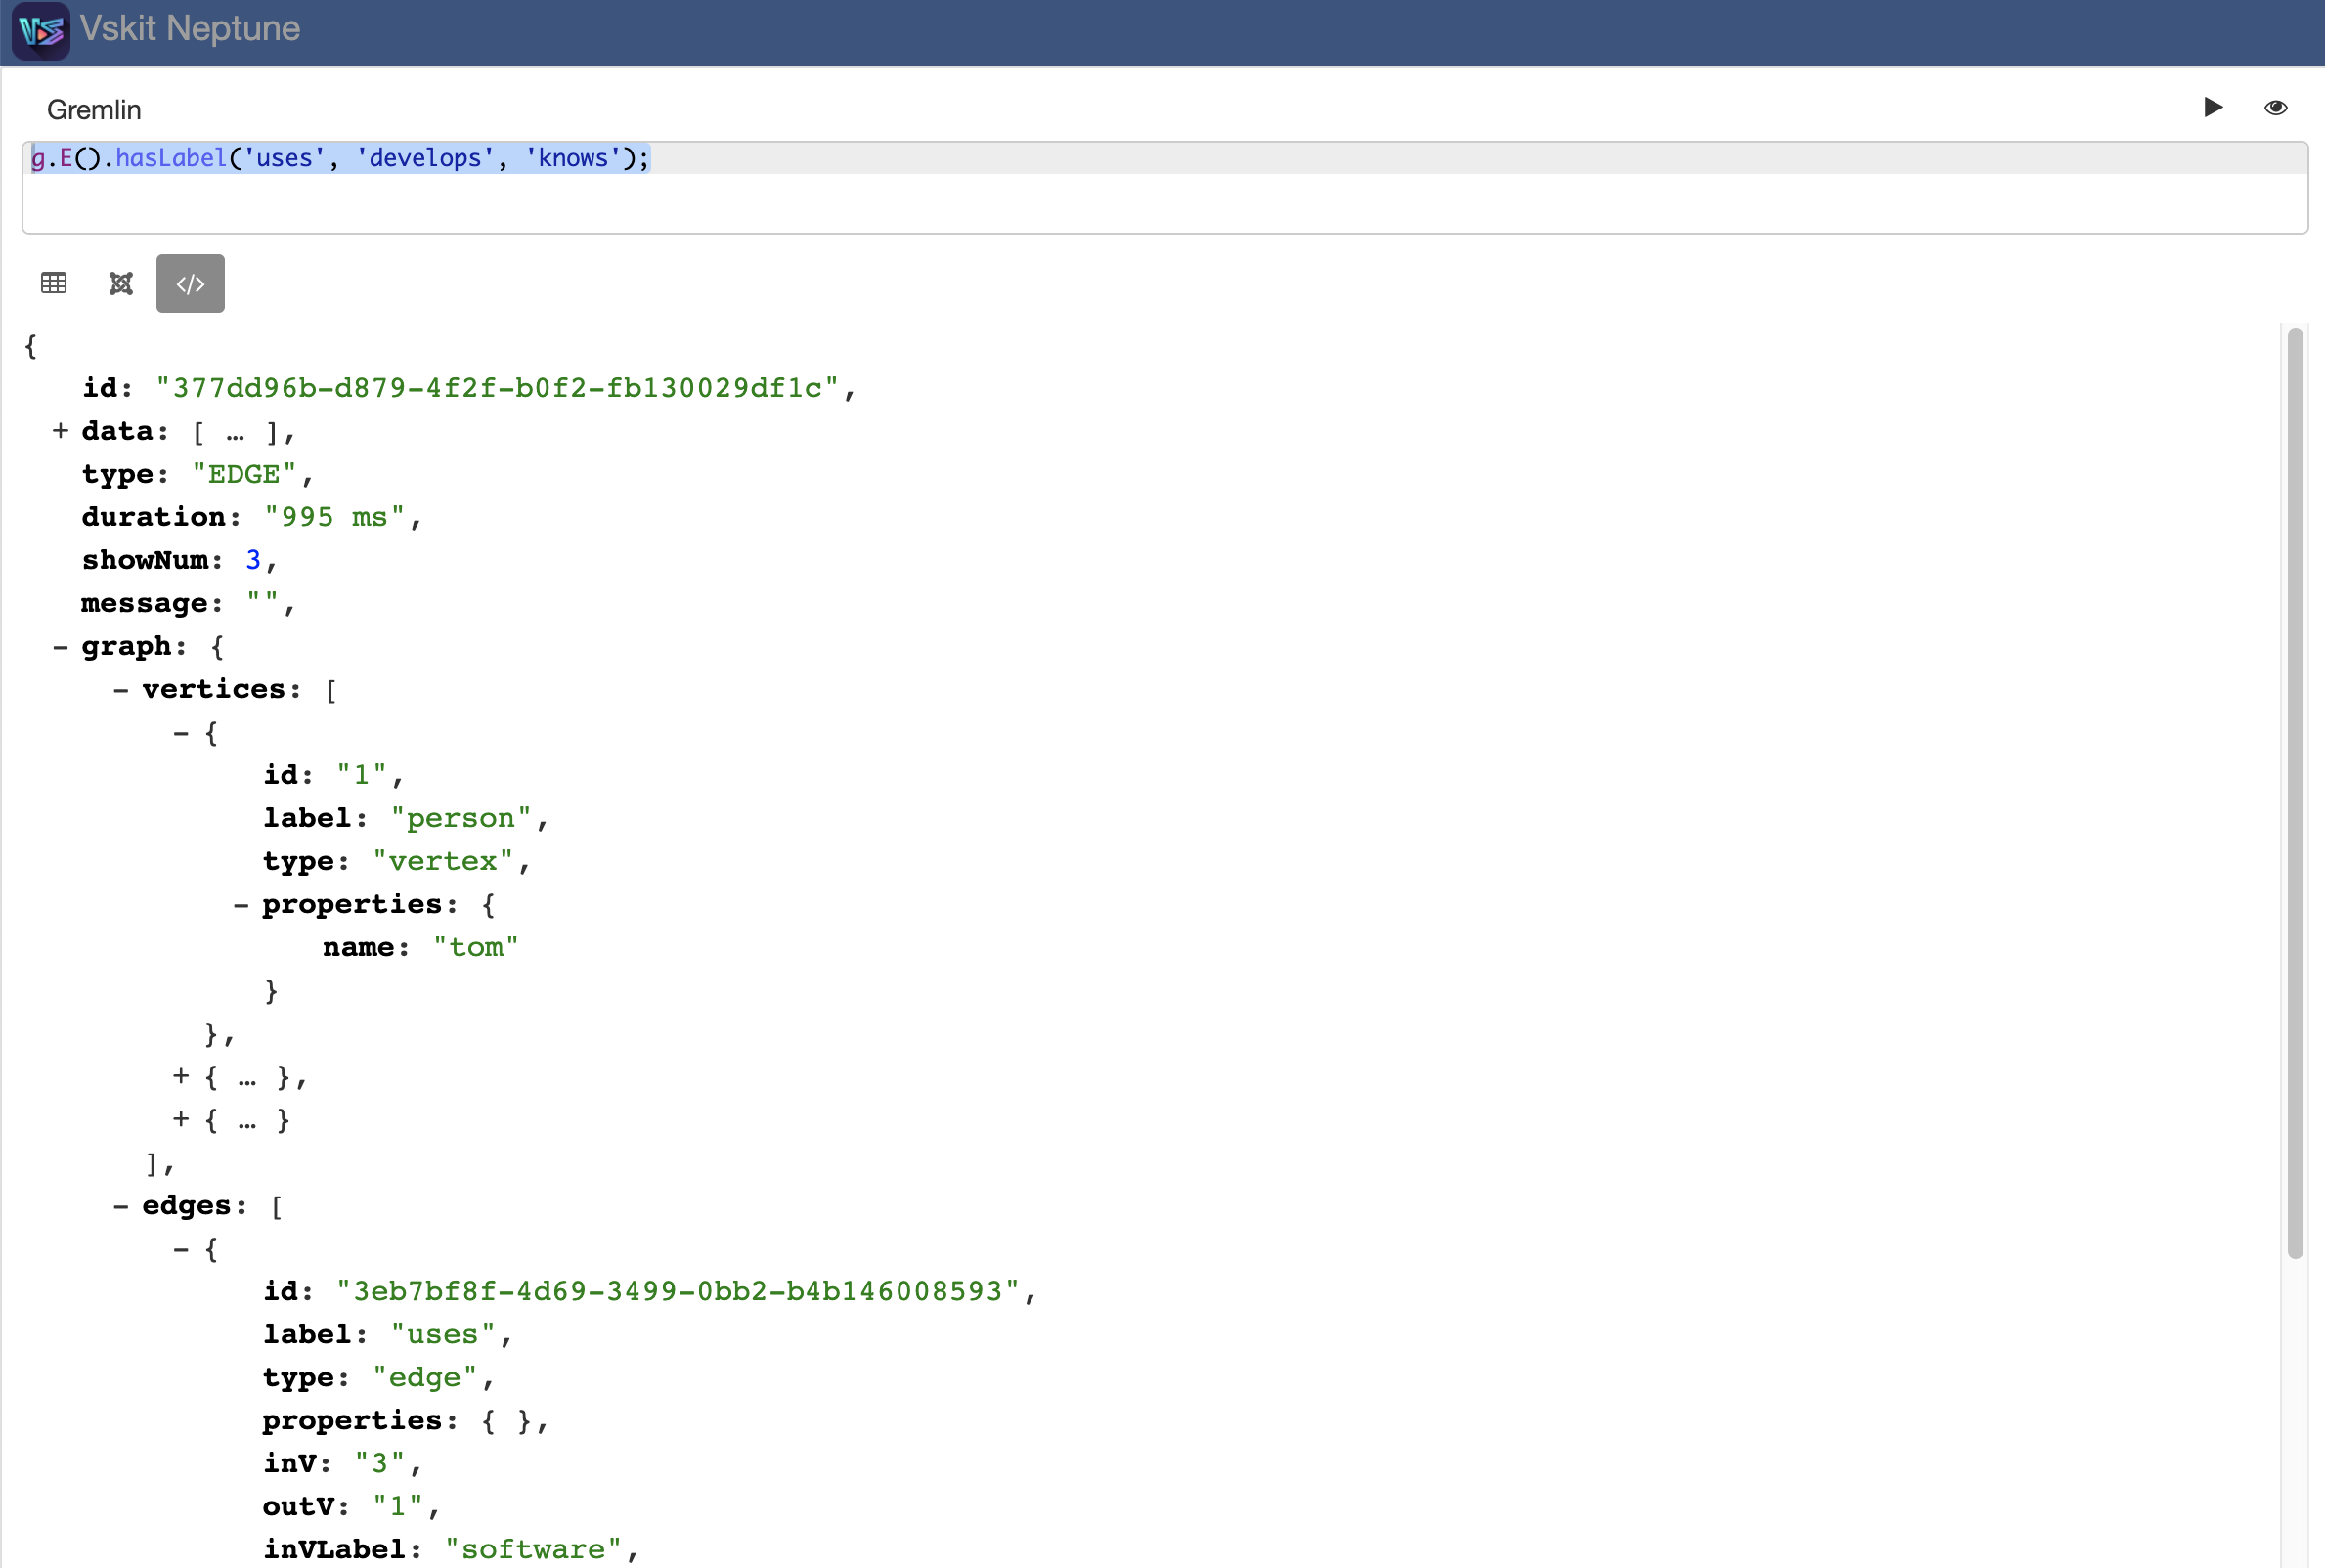 VS Vskit Neptune
Gremlin
g.E().hasLabel('uses', 'develops', 'knows');
</>
{
id: "377dd96b-d879-4f2f-b0f2-fb130029df1c",
+ data: [ … ],
type: "EDGE",
duration: "995 ms",
showNum: 3,
message: "",
- graph: {
- vertices: [
- {
id: "1",
label: "person",
type: "vertex",
- properties: {
name: "tom"
}
},
+ { … },
+ { … }
],
- edges: [
- {
id: "3eb7bf8f-4d69-3499-0bb2-b4b146008593",
label: "uses",
type: "edge",
properties: { },
inV: "3",
outV: "1",
inVLabel: "software",